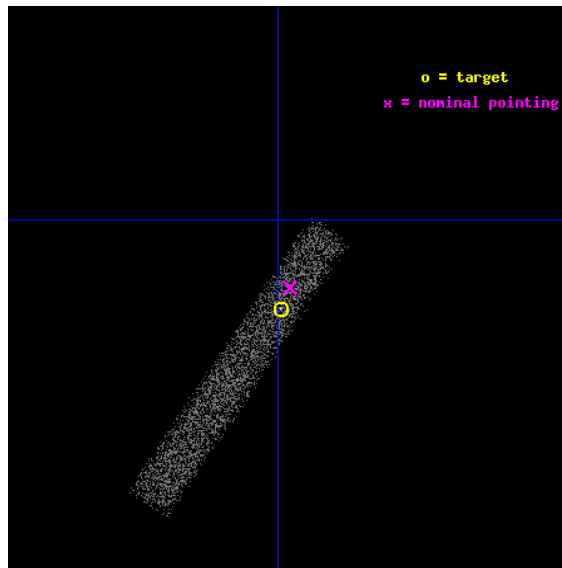 o = target
x = nominal pointing